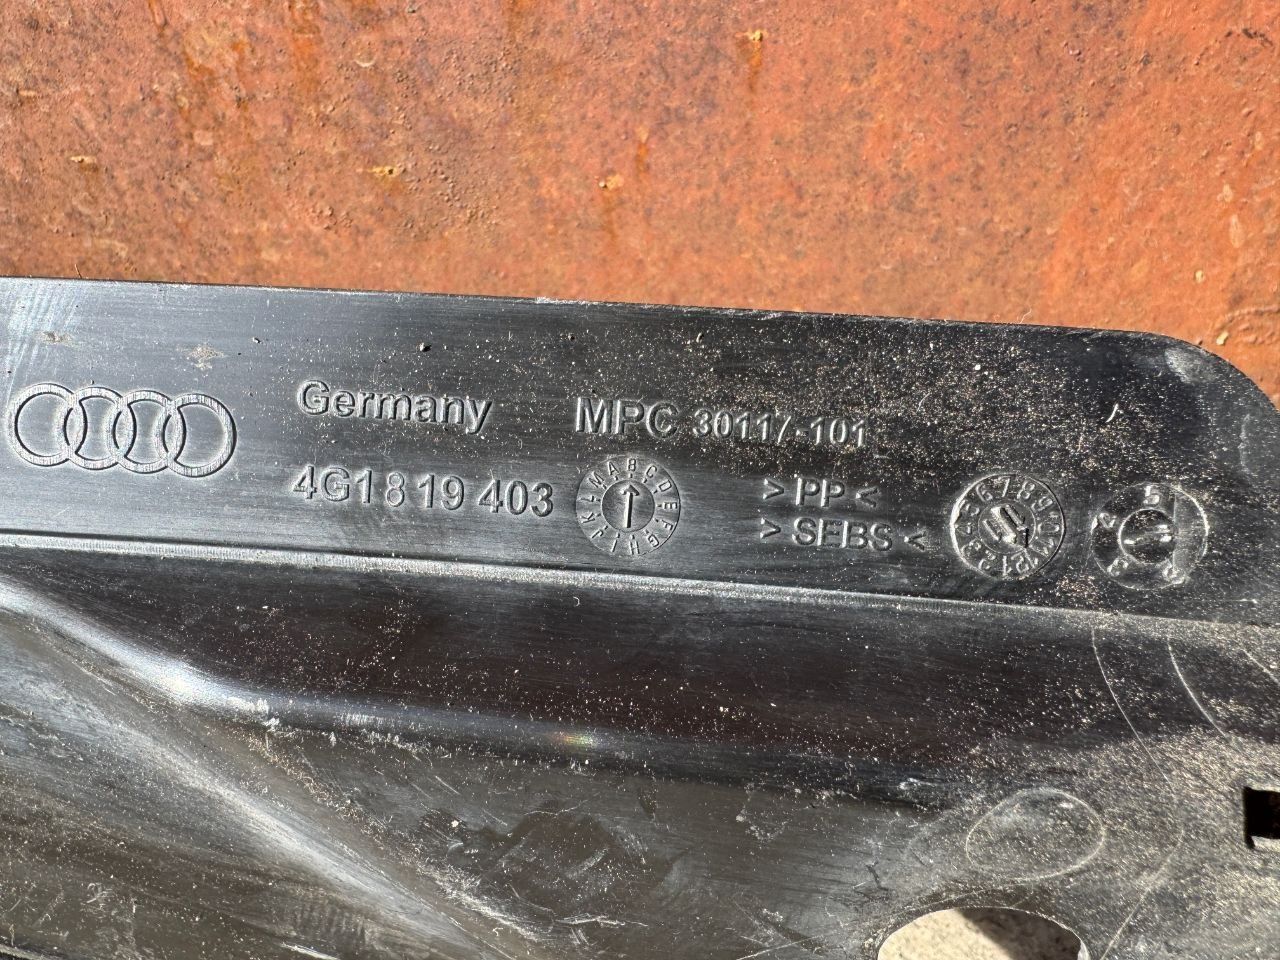 Germany MPC 30117-101
4G1 819 403
> PP <
> SEBS <
A B C D E F G H I J K L M